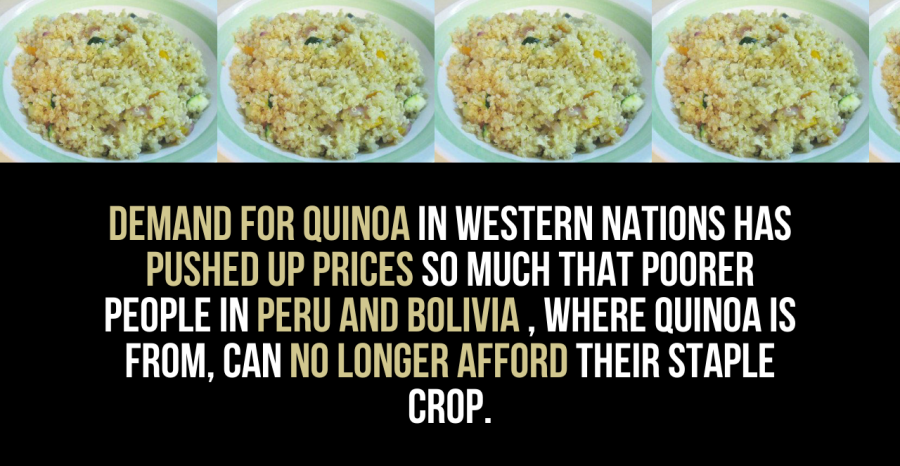 DEMAND FOR QUINOA IN WESTERN NATIONS HAS
PUSHED UP PRICES SO MUCH THAT POORER
PEOPLE IN PERU AND BOLIVIA , WHERE QUINOA IS
FROM, CAN NO LONGER AFFORD THEIR STAPLE
CROP.